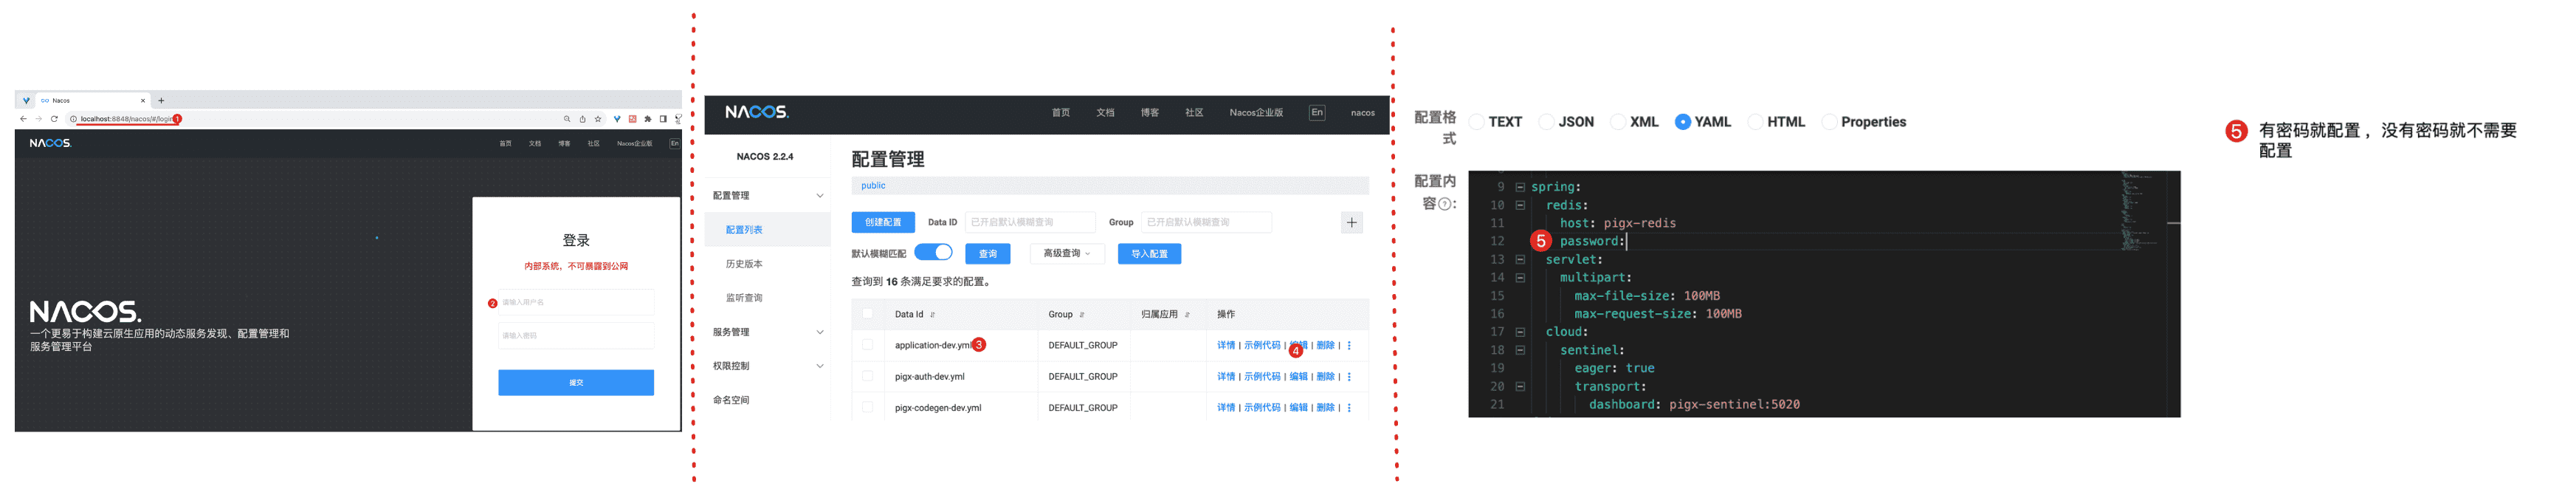 Nacos
localhost:8848/nacos/#/login 1
NACOS.
首页 文档 博客 社区 Nacos企业版 En
登录
内部系统，不可暴露到公网
2 请输入用户名
请输入密码
提交
NACOS.
一个更易于构建云原生应用的动态服务发现、配置管理和
服务管理平台
NACOS.
首页 文档 博客 社区 Nacos企业版 En nacos
NACOS 2.2.4
配置管理
配置列表
历史版本
监听查询
服务管理
权限控制
命名空间
配置管理
public
创建配置 Data ID 已开启默认模糊查询 Group 已开启默认模糊查询
默认模糊匹配 查询 高级查询 导入配置
查询到 16 条满足要求的配置。
Data Id Group 归属应用 操作
application-dev.yml 3 DEFAULT_GROUP 详情 | 示例代码 | 编辑 | 删除 | 4
pigx-auth-dev.yml DEFAULT_GROUP 详情 | 示例代码 | 编辑 | 删除 |
pigx-codegen-dev.yml DEFAULT_GROUP 详情 | 示例代码 | 编辑 | 删除 |
配置格
式
TEXT JSON XML YAML HTML Properties
配置内
容?:
9 spring:
10 redis:
11 host: pigx-redis
12 5 password:
13 servlet:
14 multipart:
15 max-file-size: 100MB
16 max-request-size: 100MB
17 cloud:
18 sentinel:
19 eager: true
20 transport:
21 dashboard: pigx-sentinel:5020
5 有密码就配置，没有密码就不需要
配置